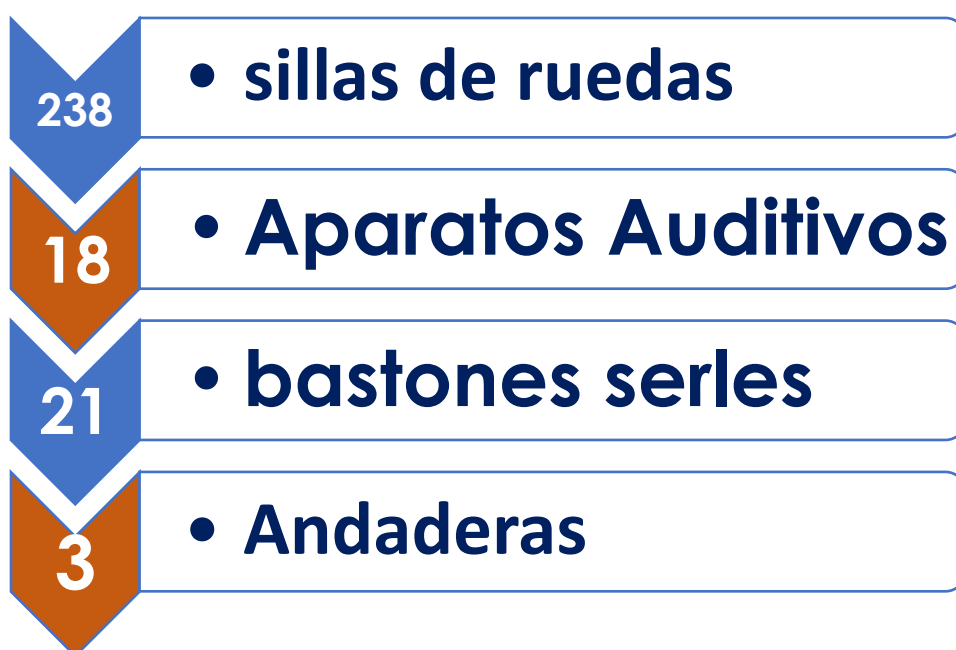 238 • sillas de ruedas
18 • Aparatos Auditivos
21 • bastones serles
3 • Andaderas